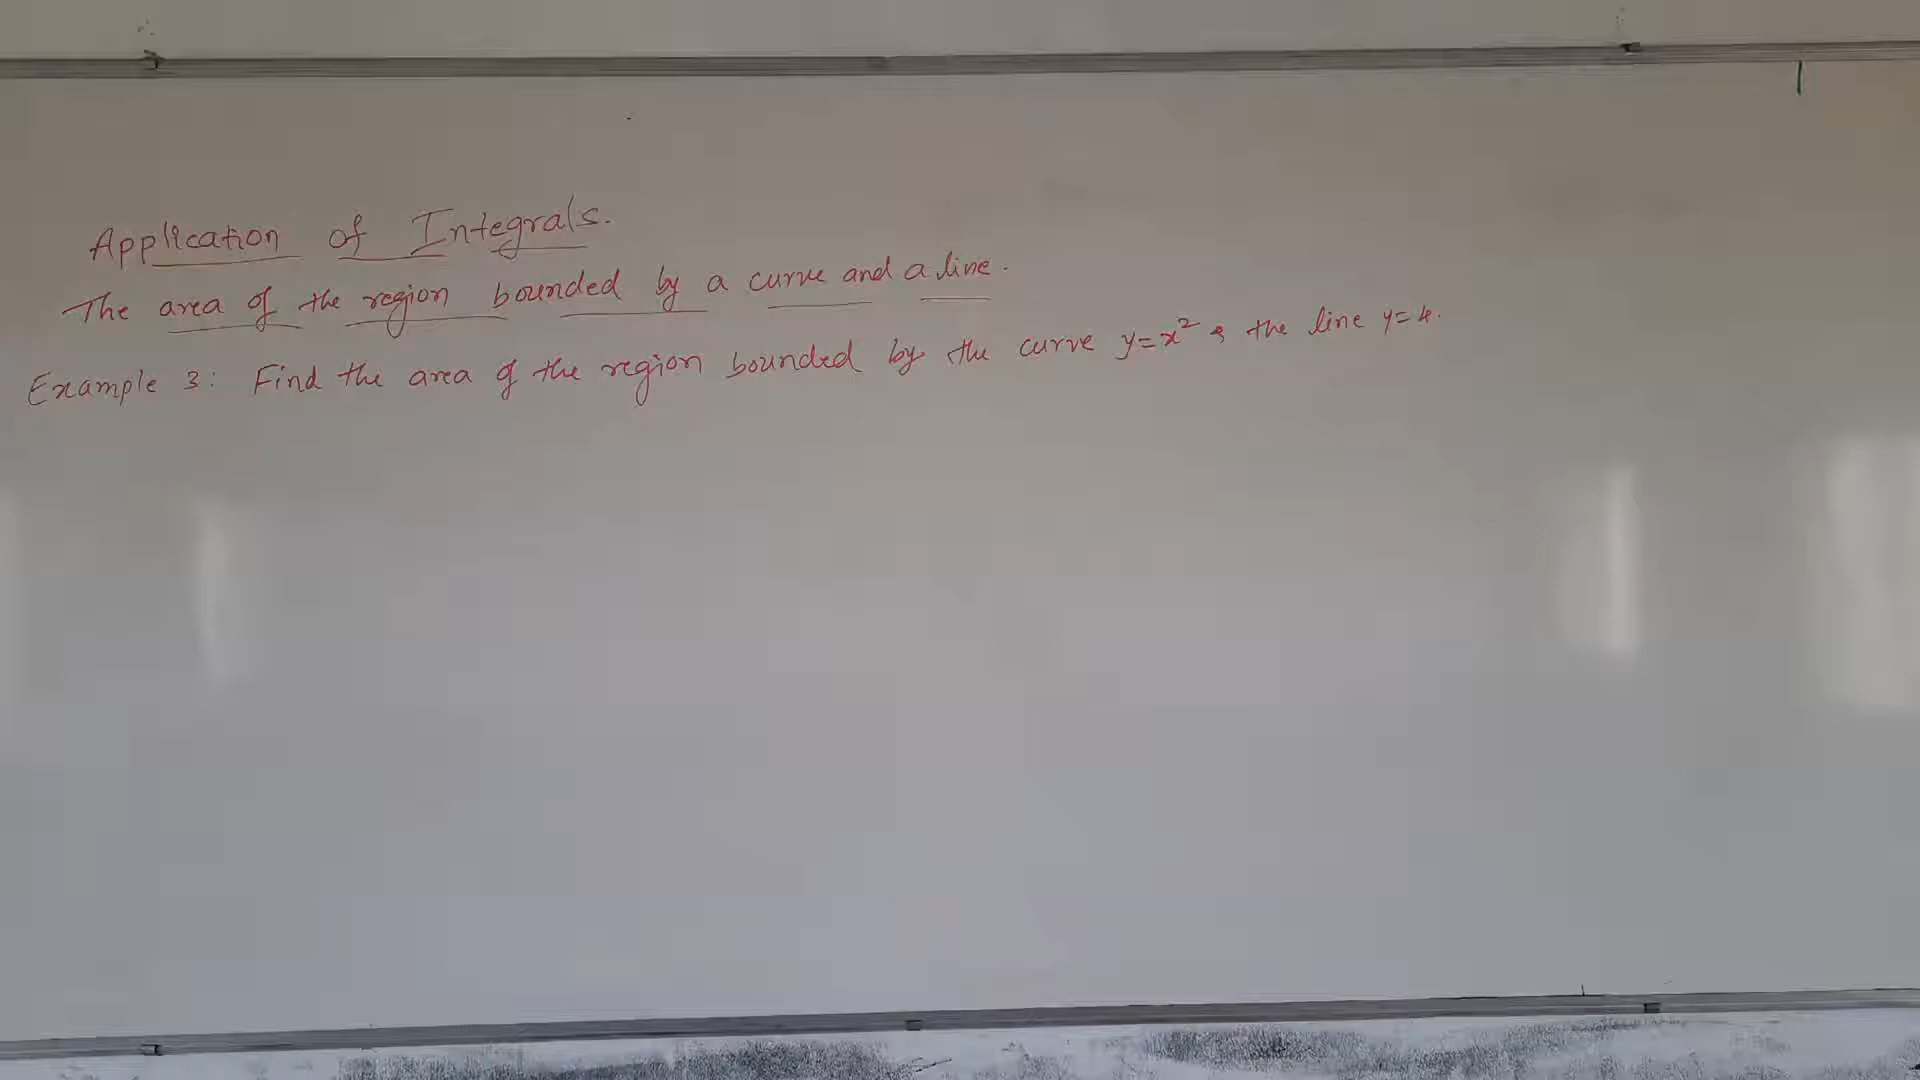 Application of Integrals.
The area of the region bounded by a curve and a line.
Example 3: Find the area of the region bounded by the curve y=x² & the line y=4.